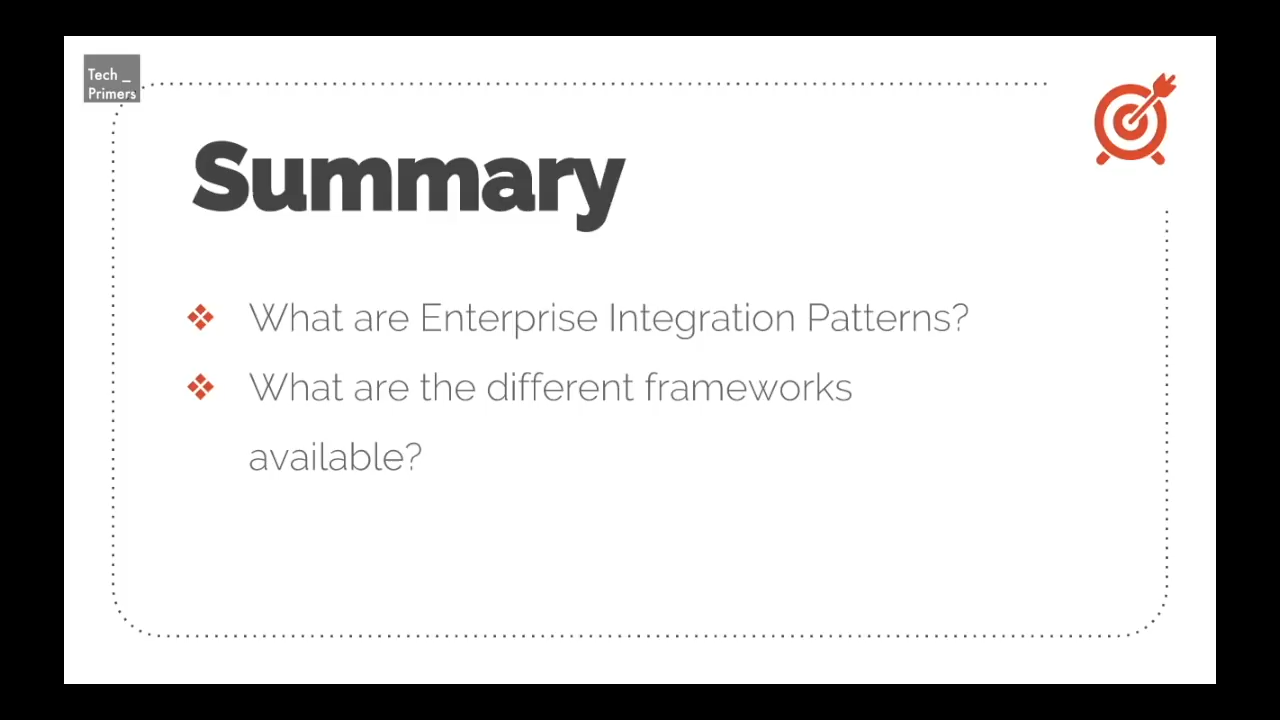 Tech _
Primers
Summary
What are Enterprise Integration Patterns?
What are the different frameworks
available?